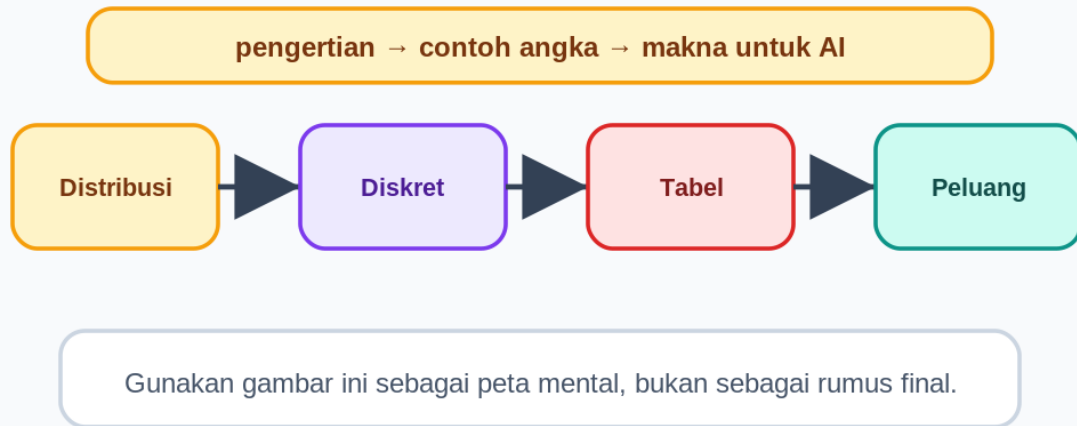 pengertian → contoh angka → makna untuk AI
Distribusi
Diskret
Tabel
Peluang
Gunakan gambar ini sebagai peta mental, bukan sebagai rumus final.